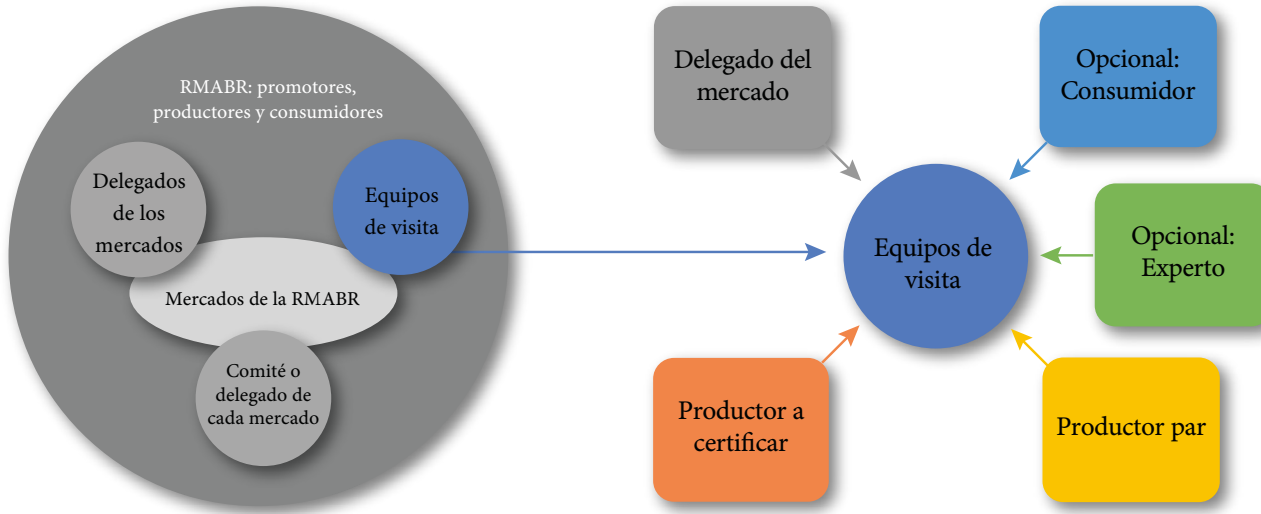 RMABR: promotores,
productores y consumidores
Delegados
de los
mercados
Equipos
de visita
Mercados de la RMABR
Comité o
delegado de
cada mercado
Delegado del
mercado
Opcional:
Consumidor
Equipos de
visita
Opcional:
Experto
Productor a
certificar
Productor par